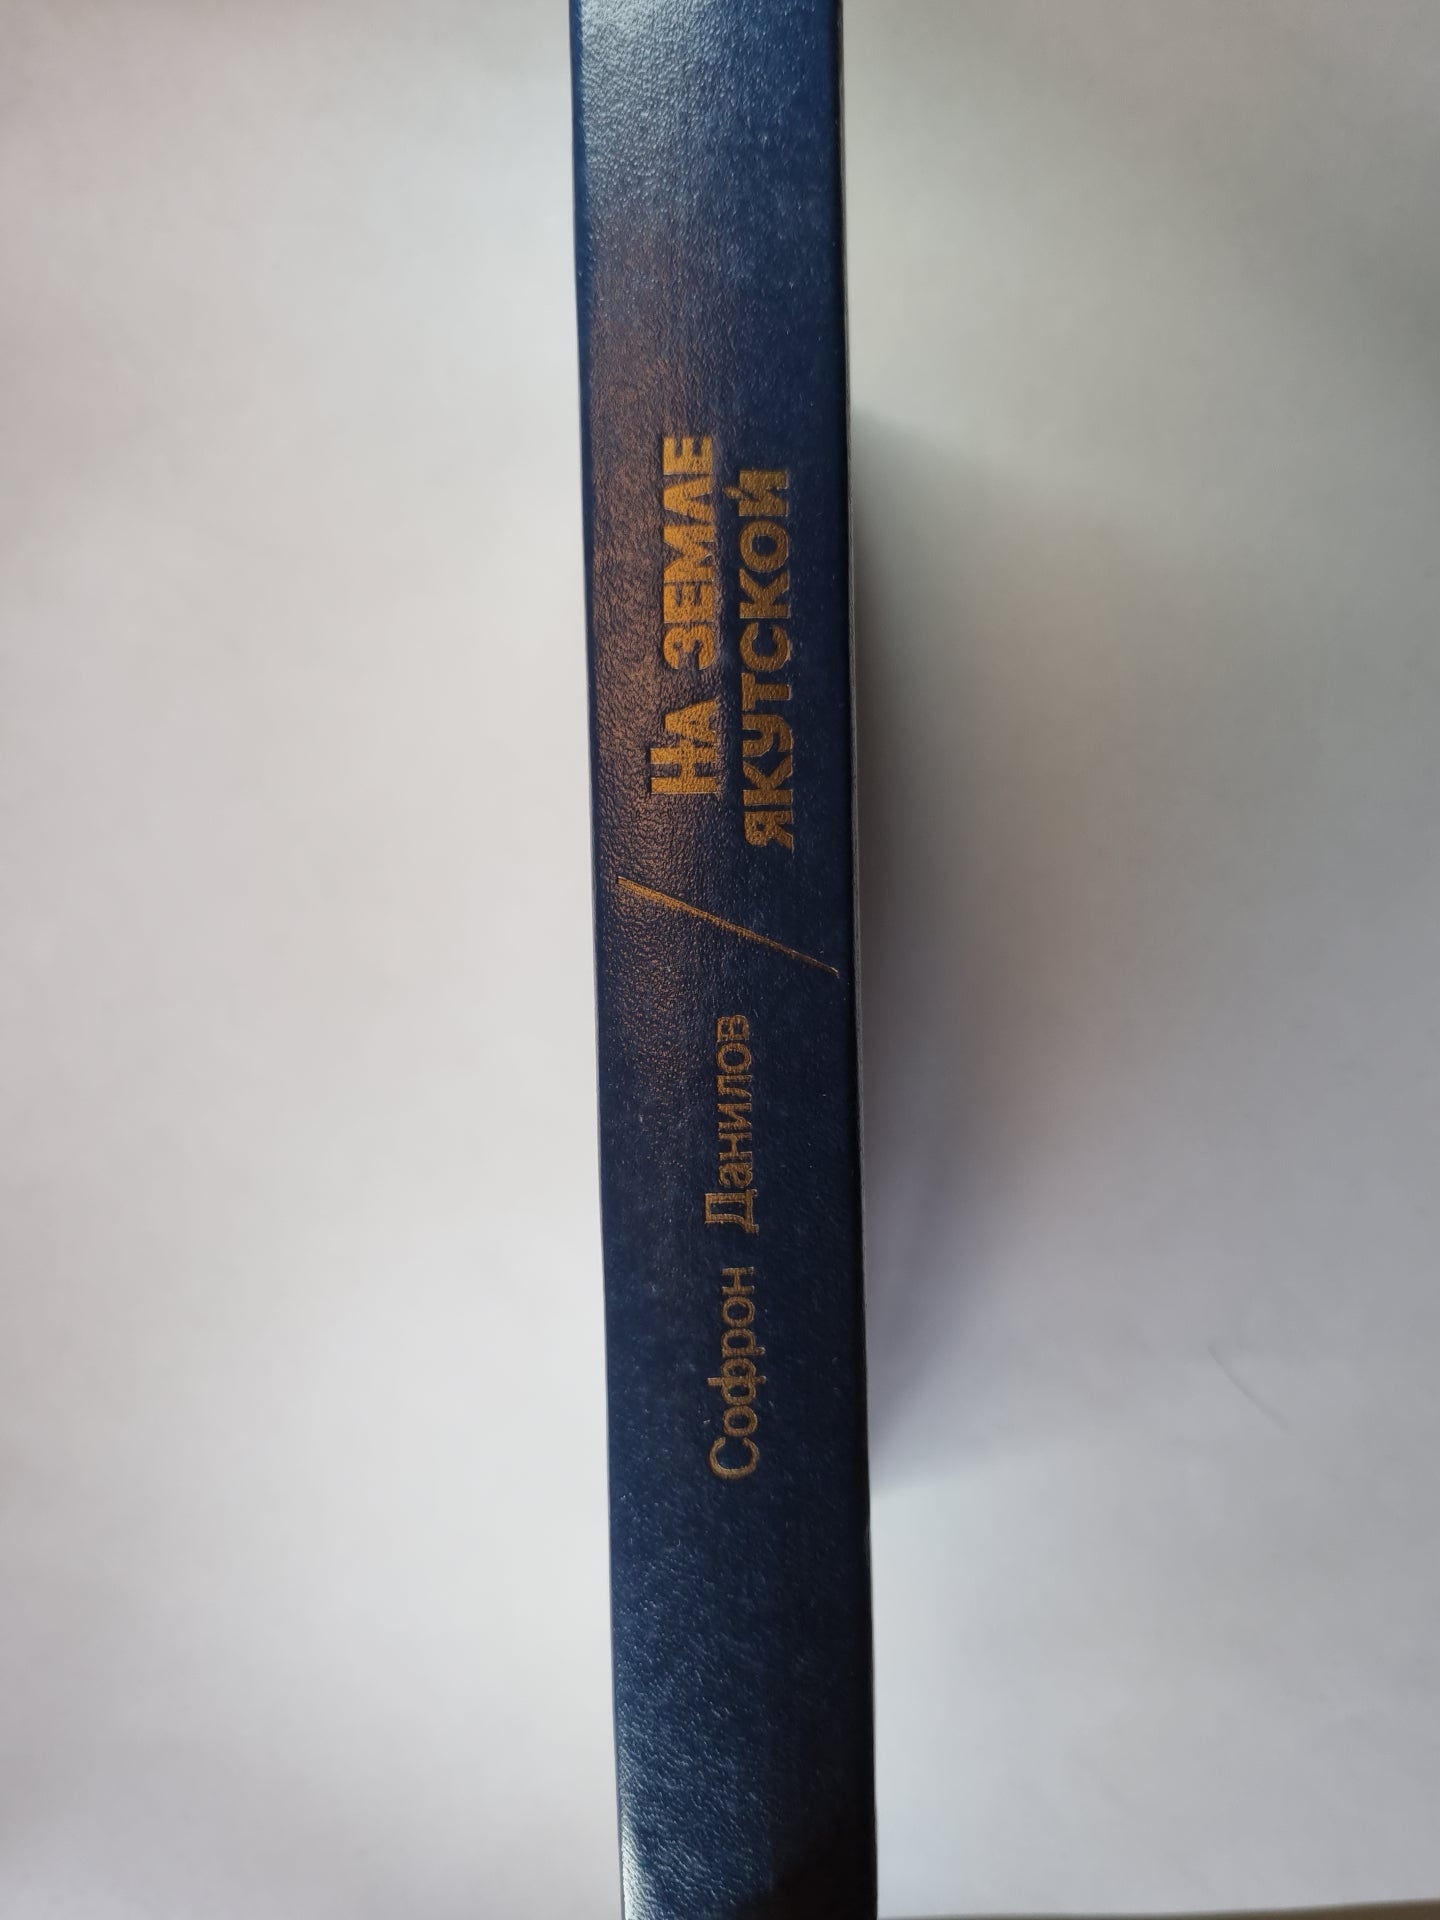 Софрон Данилов
На земле
якутской